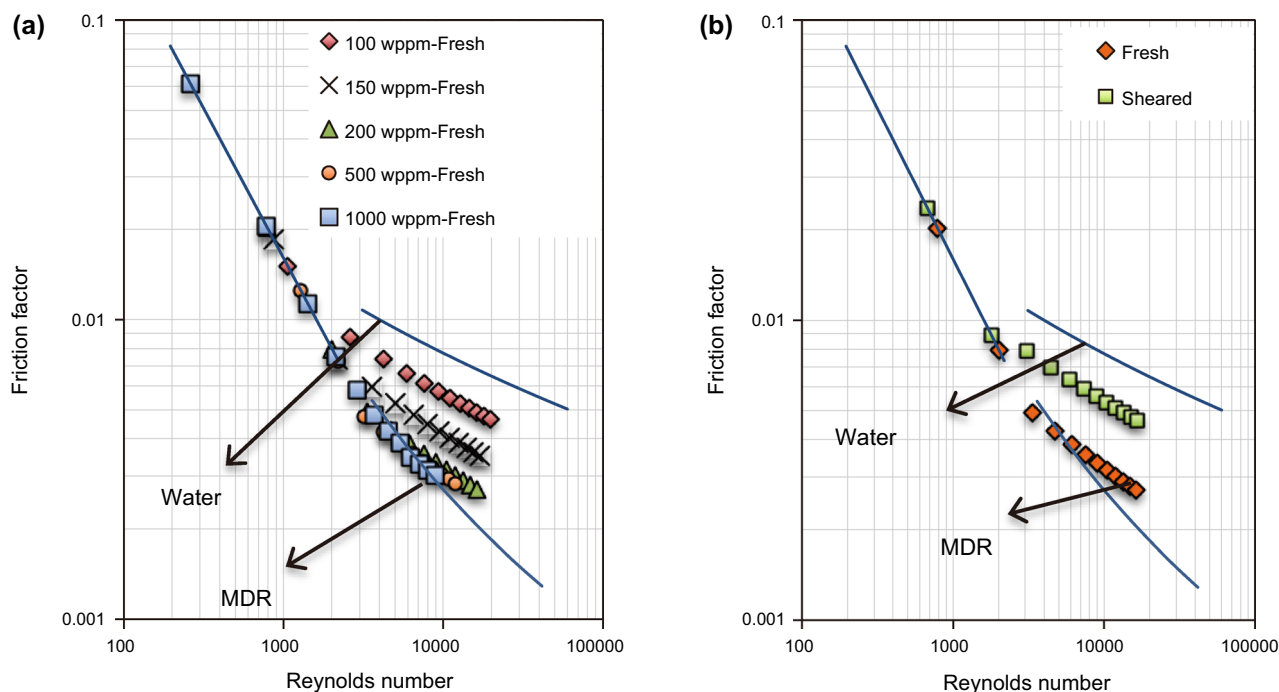 (a)
0.1
100 wppm-Fresh
150 wppm-Fresh
200 wppm-Fresh
500 wppm-Fresh
1000 wppm-Fresh
Friction factor
0.01
Water
MDR
0.001
100
1000
10000
100000
Reynolds number
(b)
0.1
Fresh
Sheared
Friction factor
0.01
Water
MDR
0.001
100
1000
10000
100000
Reynolds number